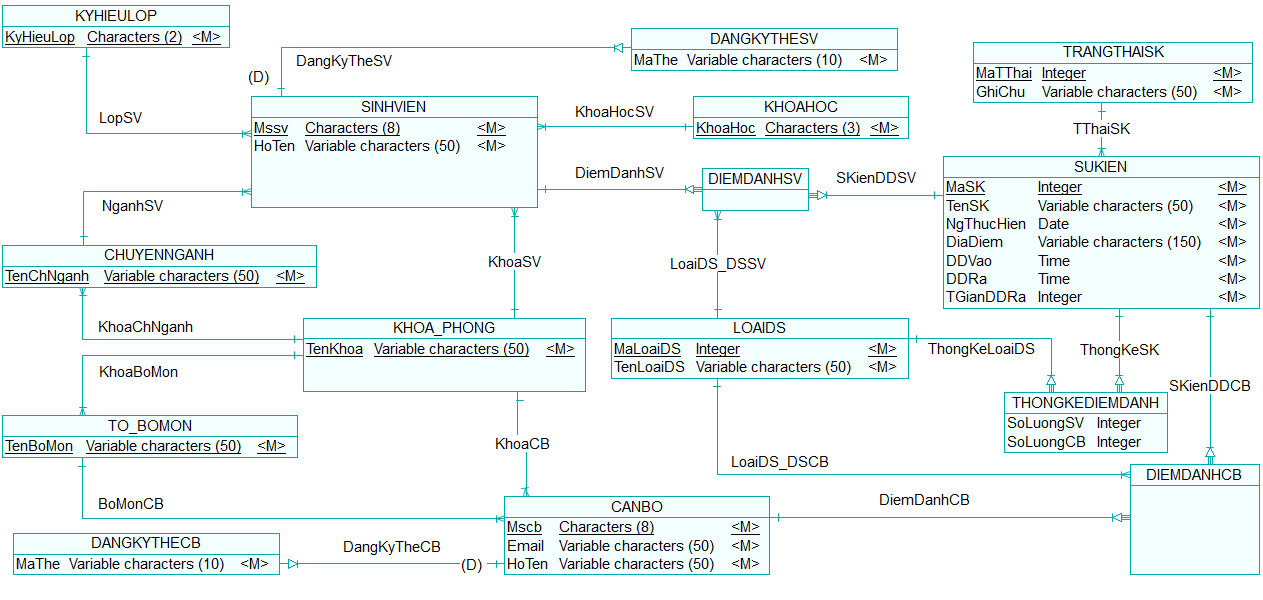 KYHIEULOP
KyHieuLop Characters (2) <M>
DangKyTheSV
(D)
DANGKYTHESV
MaThe Variable characters (10) <M>
TRANGTHAISK
MaTThai Integer <M>
GhiChu Variable characters (50) <M>
LopSV
SINHVIEN
Mssv Characters (8) <M>
HoTen Variable characters (50) <M>
KhoaHocSV
KHOAHOC
KhoaHoc Characters (3) <M>
TThaiSK
DiemDanhSV
DIEMDANHSV
SKienDDSV
SUKIEN
MaSK Integer <M>
TenSK Variable characters (50) <M>
NgThucHien Date <M>
DiaDiem Variable characters (150) <M>
DDVao Time <M>
DDRa Time <M>
TGianDDRa Integer <M>
NganhSV
CHUYENNGANH
TenChNganh Variable characters (50) <M>
KhoaSV
LoaiDS_DSSV
KhoaChNganh
KHOA_PHONG
TenKhoa Variable characters (50) <M>
LOAIDS
MaLoaiDS Integer <M>
TenLoaiDS Variable characters (50) <M>
ThongKeLoaiDS
ThongKeSK
SKienDDCB
KhoaBoMon
THONGKEDIEMDANH
SoLuongSV Integer
SoLuongCB Integer
TO_BOMON
TenBoMon Variable characters (50) <M>
KhoaCB
LoaiDS_DSCB
DIEMDANHCB
BoMonCB
CANBO
Mscb Characters (8) <M>
Email Variable characters (50) <M>
HoTen Variable characters (50) <M>
DiemDanhCB
DANGKYTHECB
MaThe Variable characters (10) <M>
DangKyTheCB
(D)